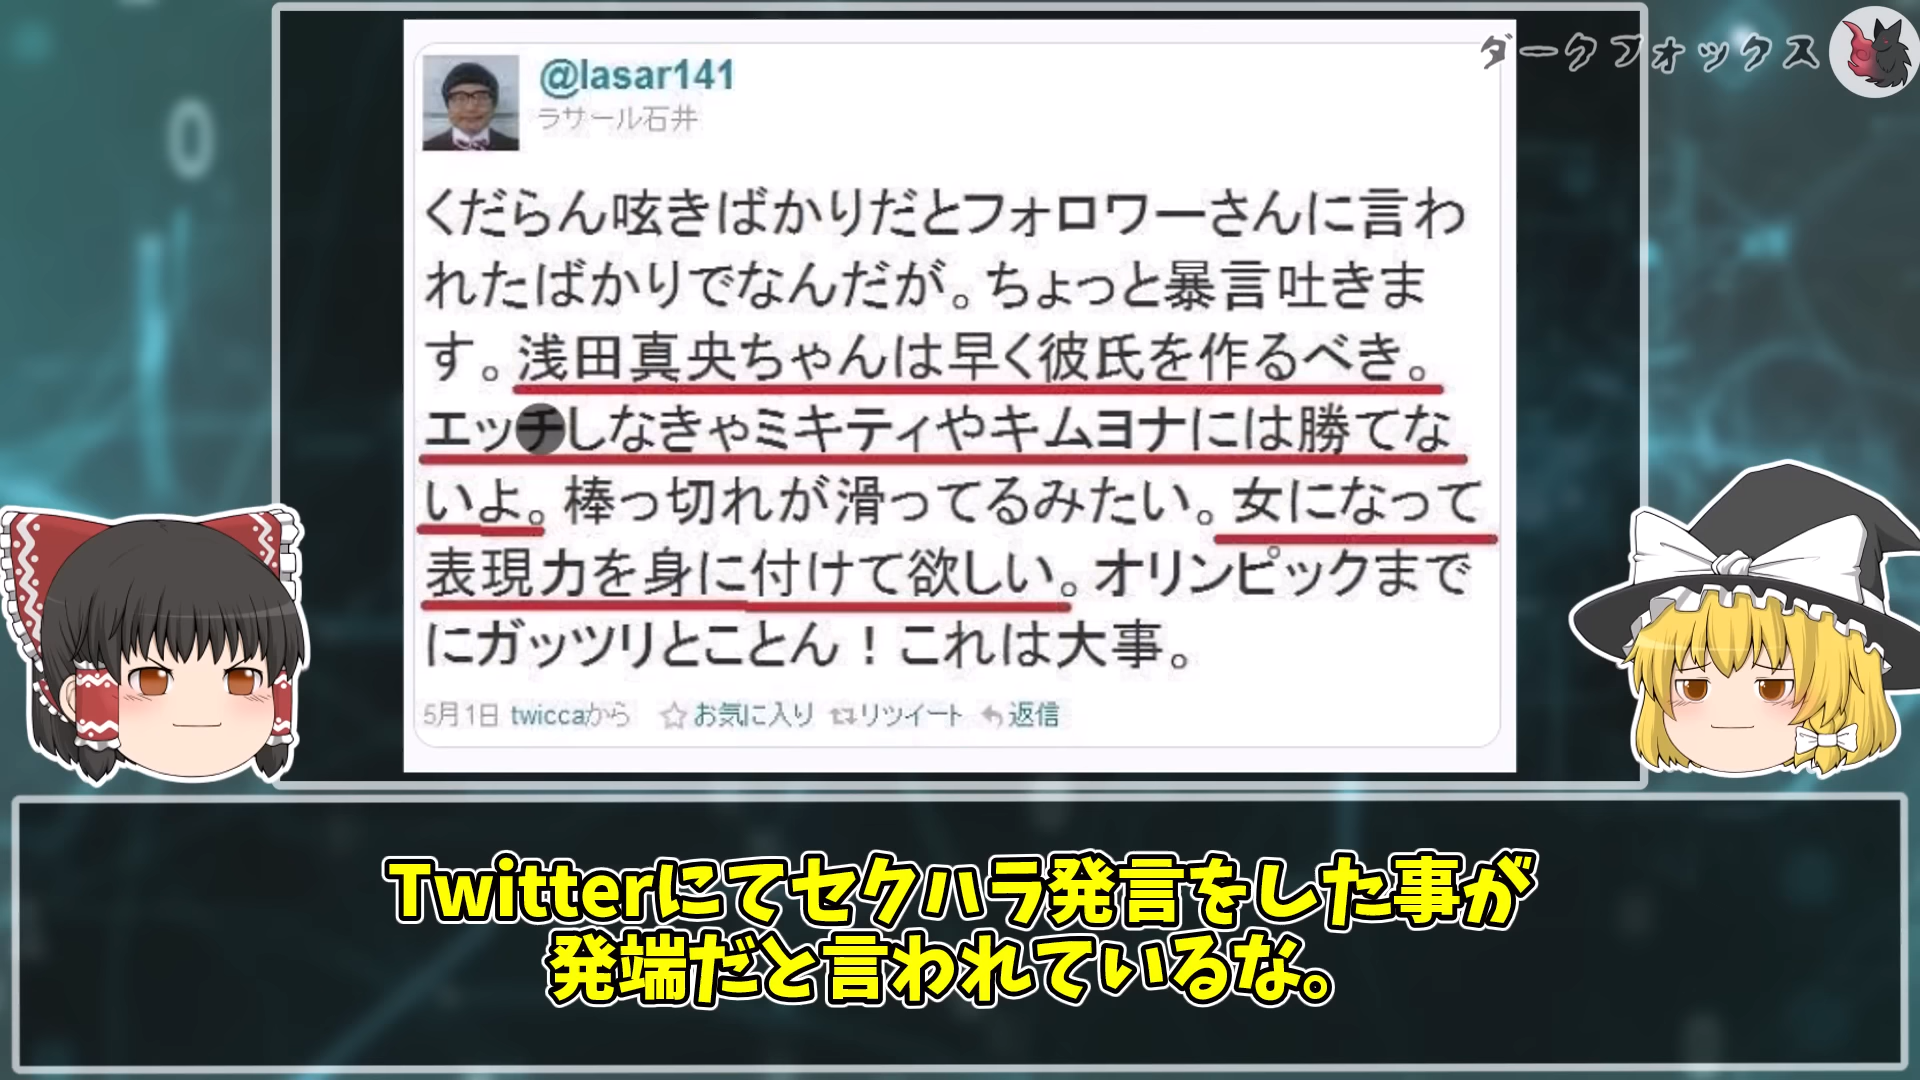 ダークフォックス
@lasar141
ラサール石井
くだらん呟きばかりだとフォロワーさんに言わ
れたばかりでなんだが。ちょっと暴言吐きま
す。浅田真央ちゃんは早く彼氏を作るべき。
エッチしなきゃミキティやキムヨナには勝てな
いよ。棒っ切れが滑ってるみたい。女になって
表現力を身に付けて欲しい。オリンピックまで
にガッツリとことん！これは大事。
5月1日 twiccaから お気に入り リツイート 返信
Twitterにてセクハラ発言をした事が
発端だと言われているな。